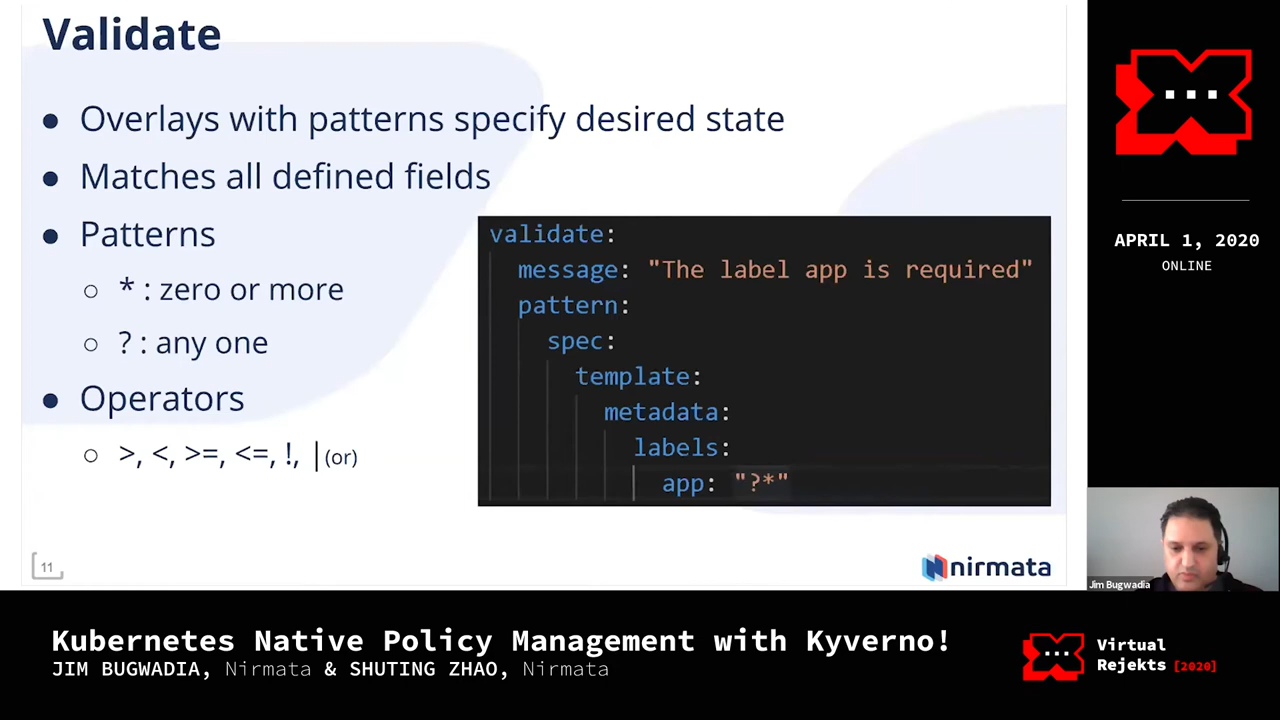 Validate
● Overlays with patterns specify desired state
● Matches all defined fields
● Patterns
○ * : zero or more
○ ? : any one
● Operators
○ >, <, >=, <=, !, | (or)
validate:
message: "The label app is required"
pattern:
spec:
template:
metadata:
labels:
app: "?*"
11
nirmata
APRIL 1, 2020
ONLINE
Jim Bugwadia
Kubernetes Native Policy Management with Kyverno!
JIM BUGWADIA, Nirmata & SHUTING ZHAO, Nirmata
Virtual
Rejekts [2020]